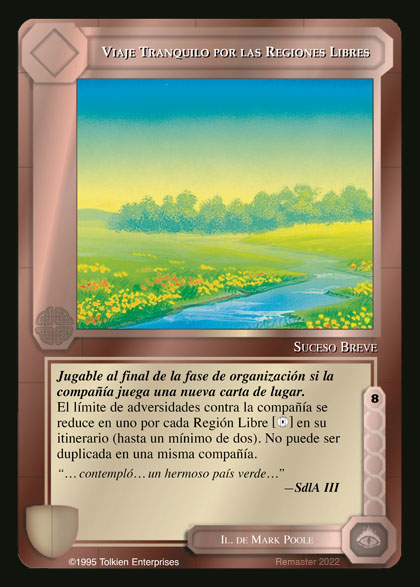 Viaje Tranquilo por las Regiones Libres
Suceso Breve
Jugable al final de la fase de organización si la
compañía juega una nueva carta de lugar.
El límite de adversidades contra la compañía se
reduce en uno por cada Región Libre [ ] en su
itinerario (hasta un mínimo de dos). No puede ser
duplicada en una misma compañía.
“… contempló… un hermoso país verde…”
—SdlA III
8
Il. de Mark Poole
©1995 Tolkien Enterprises
Remaster 2022